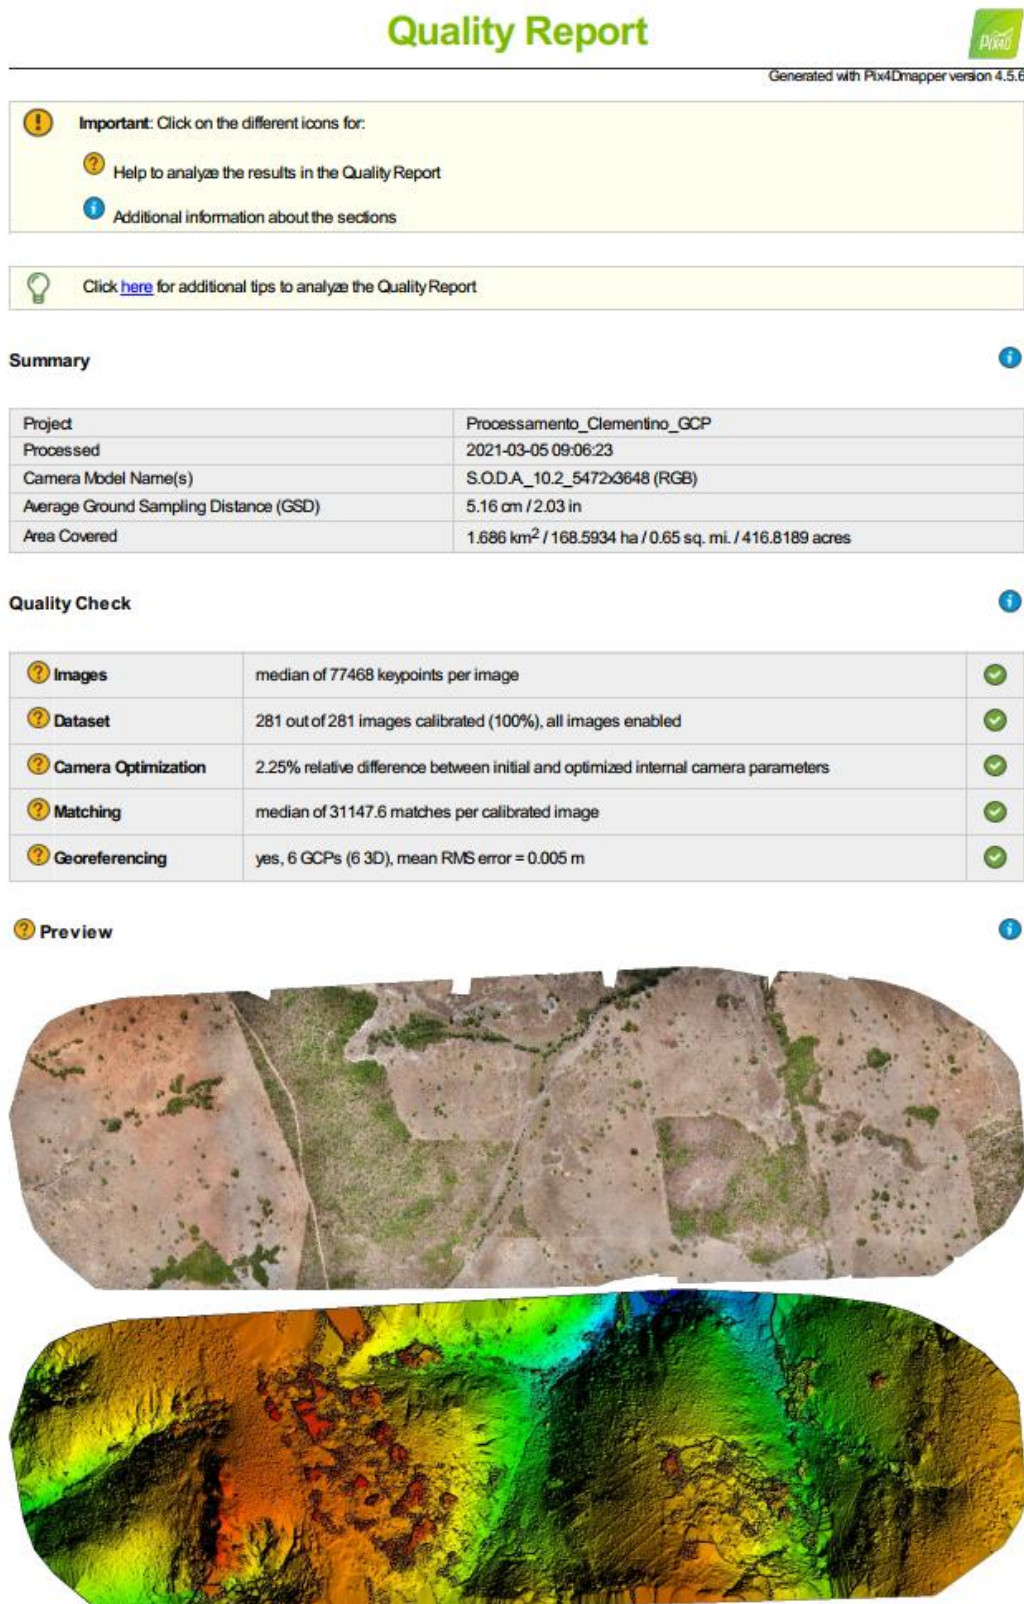 Quality Report
Pix4D
Generated with Pix4Dmapper version 4.5.6
Important: Click on the different icons for:
Help to analyze the results in the Quality Report
Additional information about the sections
Click here for additional tips to analyze the Quality Report
Summary
Project Processamento_Clementino_GCP
Processed 2021-03-05 09:06:23
Camera Model Name(s) S.O.D.A._10.2_5472x3648 (RGB)
Average Ground Sampling Distance (GSD) 5.16 cm / 2.03 in
Area Covered 1.686 km² / 168.5934 ha / 0.65 sq. mi. / 416.8189 acres
Quality Check
Images median of 77468 keypoints per image
Dataset 281 out of 281 images calibrated (100%), all images enabled
Camera Optimization 2.25% relative difference between initial and optimized internal camera parameters
Matching median of 31147.6 matches per calibrated image
Georeferencing yes, 6 GCPs (6 3D), mean RMS error = 0.005 m
Preview